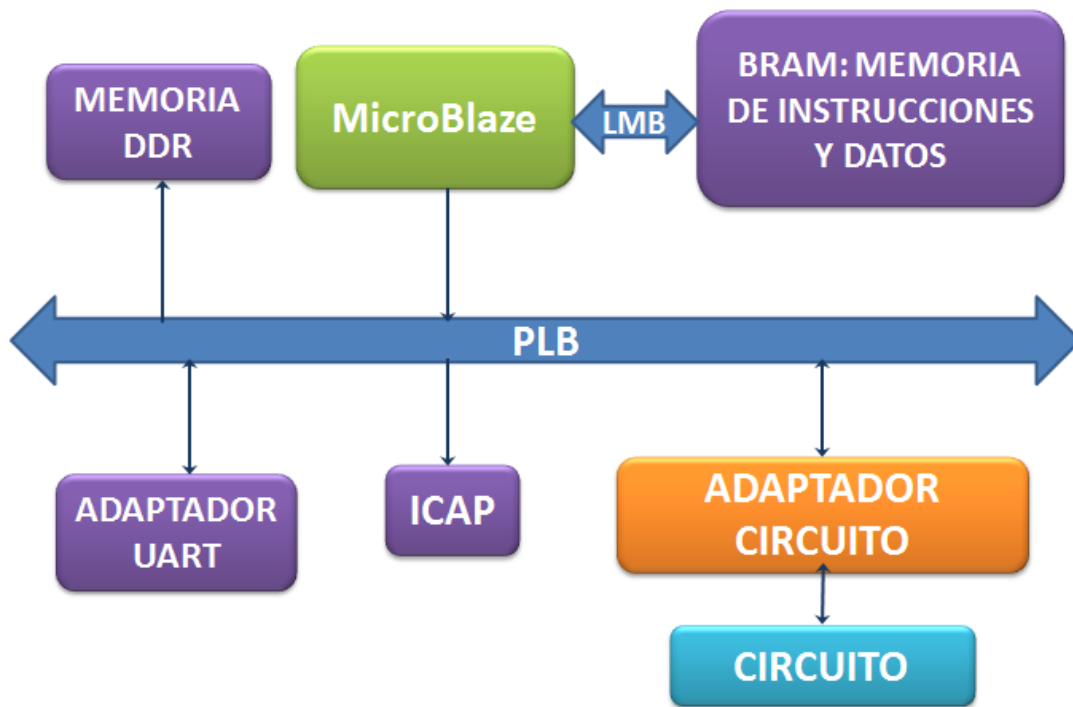 MEMORIA
DDR
MicroBlaze
LMB
BRAM: MEMORIA
DE INSTRUCCIONES
Y DATOS
PLB
ADAPTADOR
UART
ICAP
ADAPTADOR
CIRCUITO
CIRCUITO